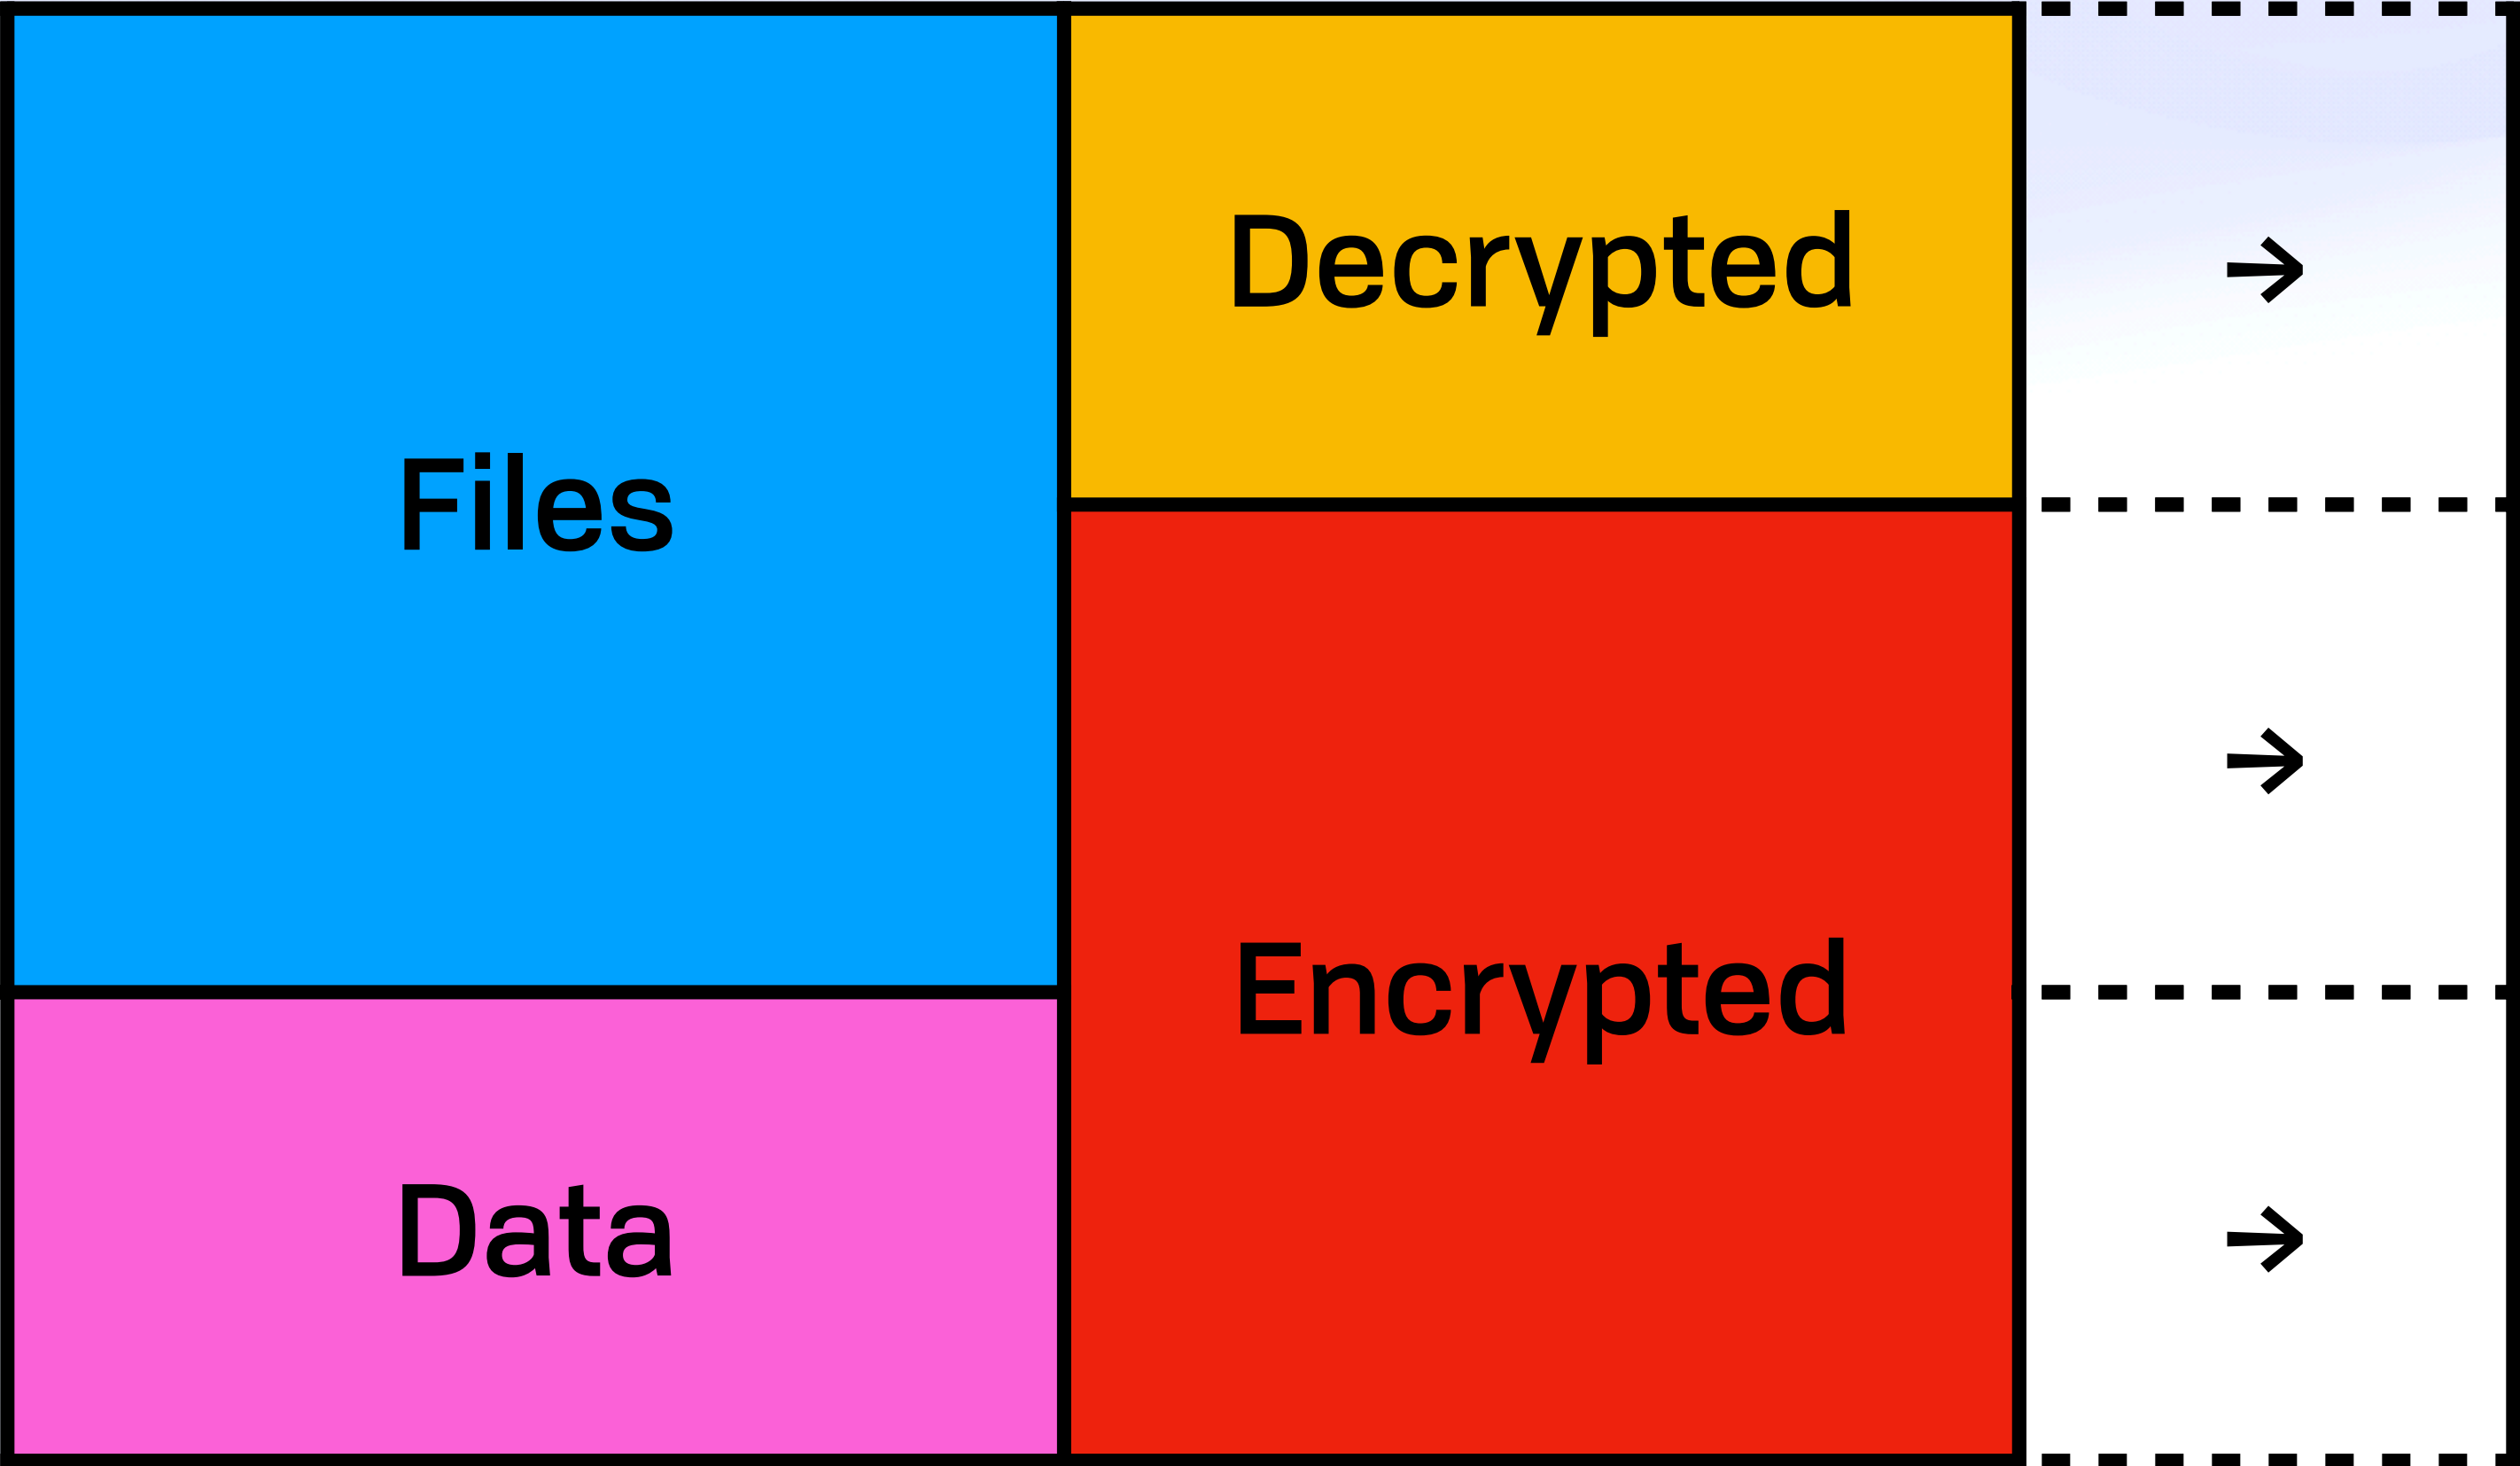 Decrypted
→
Files
→
Encrypted
Data
→